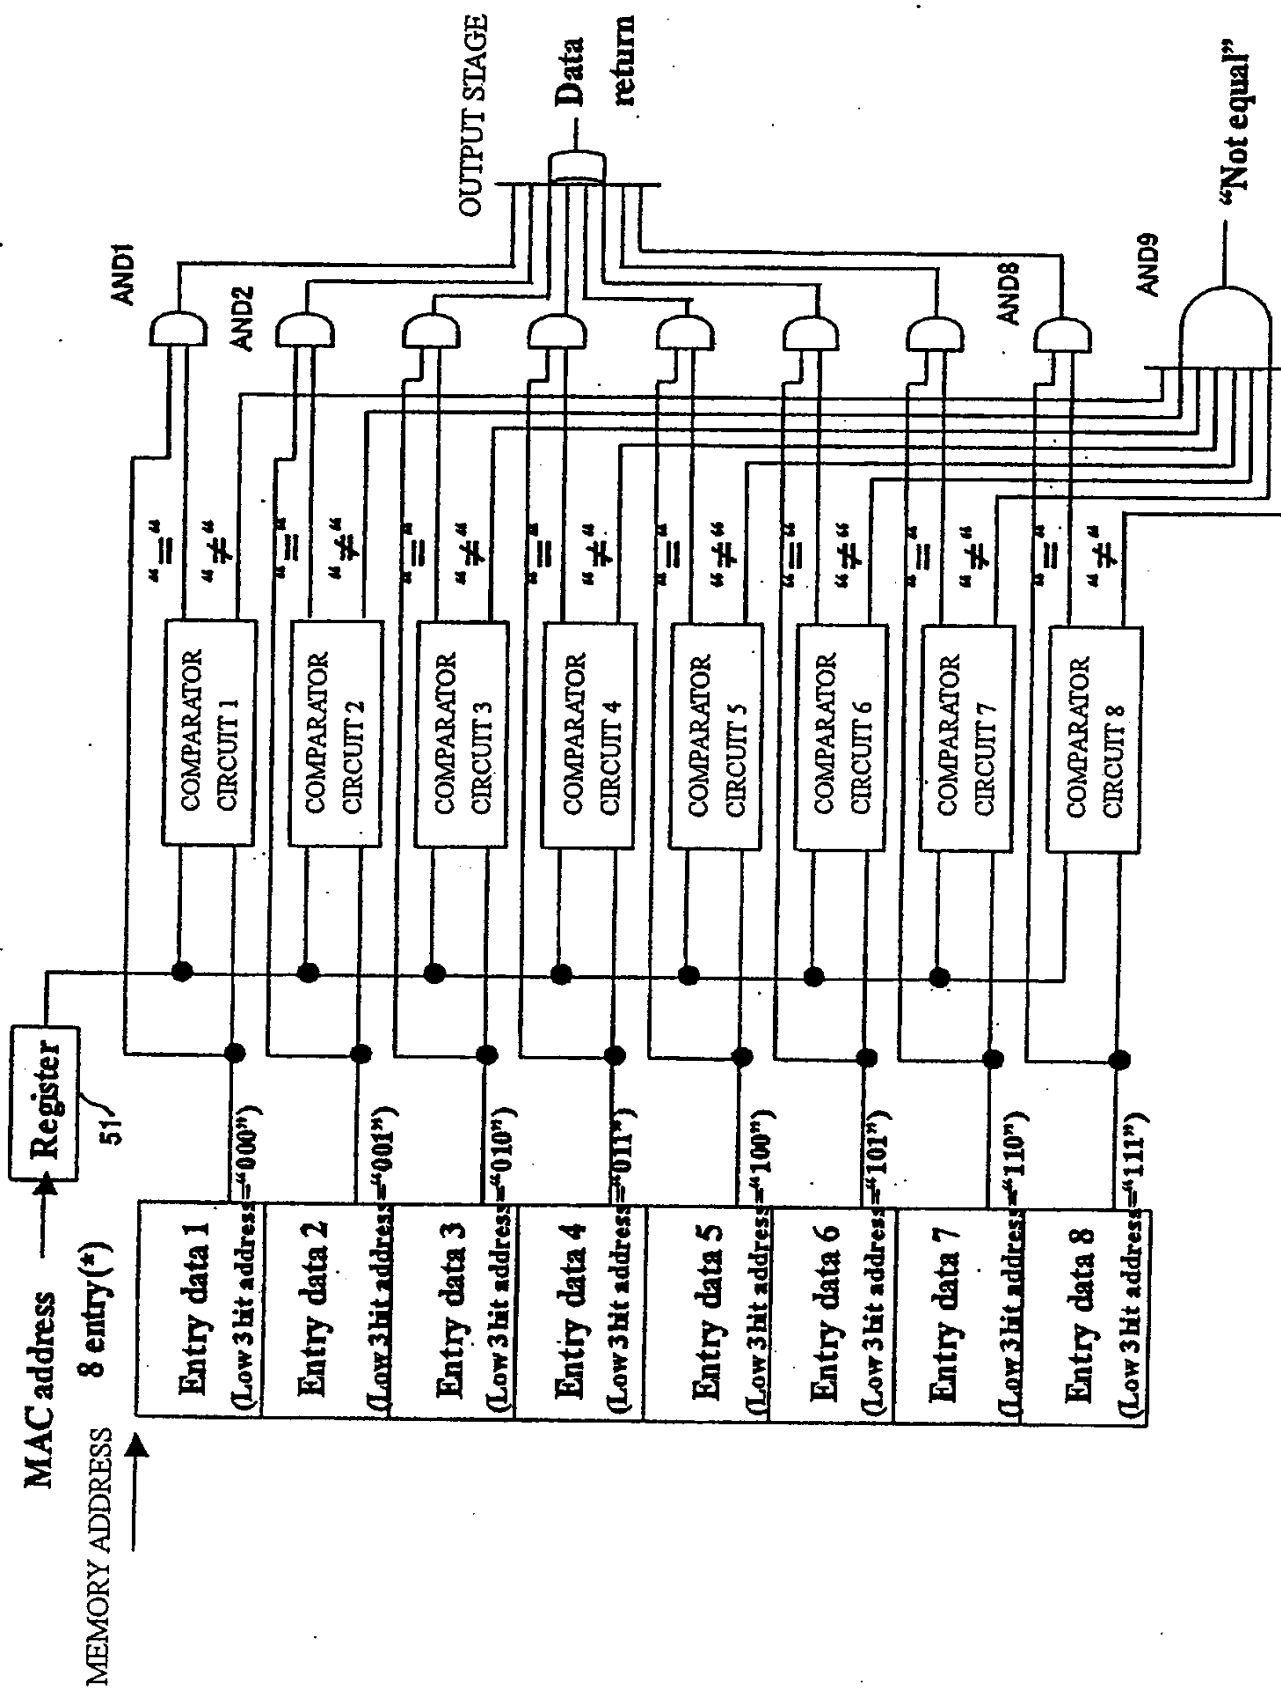 MAC address
Register
51
8 entry(*)
MEMORY ADDRESS
Entry data 1
(Low 3 bit address="000")
Entry data 2
(Low 3 bit address="001")
Entry data 3
(Low 3 bit address="010")
Entry data 4
(Low 3 bit address="011")
Entry data 5
(Low 3 bit address="100")
Entry data 6
(Low 3 bit address="101")
Entry data 7
(Low 3 bit address="110")
Entry data 8
(Low 3 bit address="111")
COMPARATOR
CIRCUIT 1
COMPARATOR
CIRCUIT 2
COMPARATOR
CIRCUIT 3
COMPARATOR
CIRCUIT 4
COMPARATOR
CIRCUIT 5
COMPARATOR
CIRCUIT 6
COMPARATOR
CIRCUIT 7
COMPARATOR
CIRCUIT 8
“=“
“≠“
“=“
“≠“
“=“
“≠“
“=“
“≠“
“=“
“≠“
“=“
“≠“
“=“
“≠“
“=“
“≠“
AND1
AND2
AND8
AND9
OUTPUT STAGE
Data
return
“Not equal”